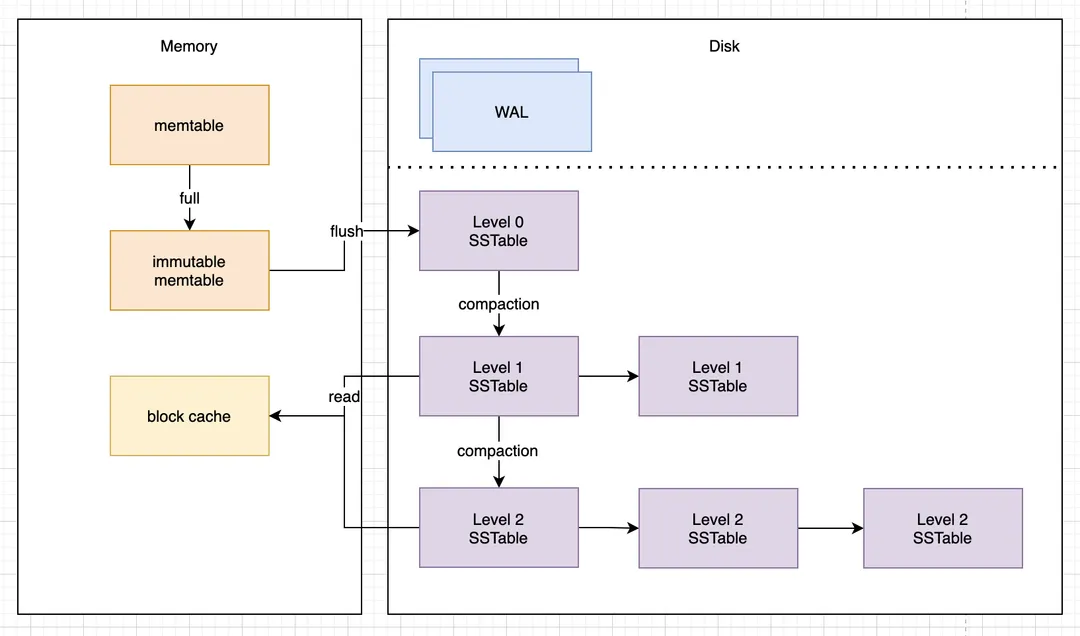 Memory
Disk
memtable
WAL
full
immutable
memtable
flush
Level 0
SSTable
compaction
Level 1
SSTable
Level 1
SSTable
read
block cache
compaction
Level 2
SSTable
Level 2
SSTable
Level 2
SSTable